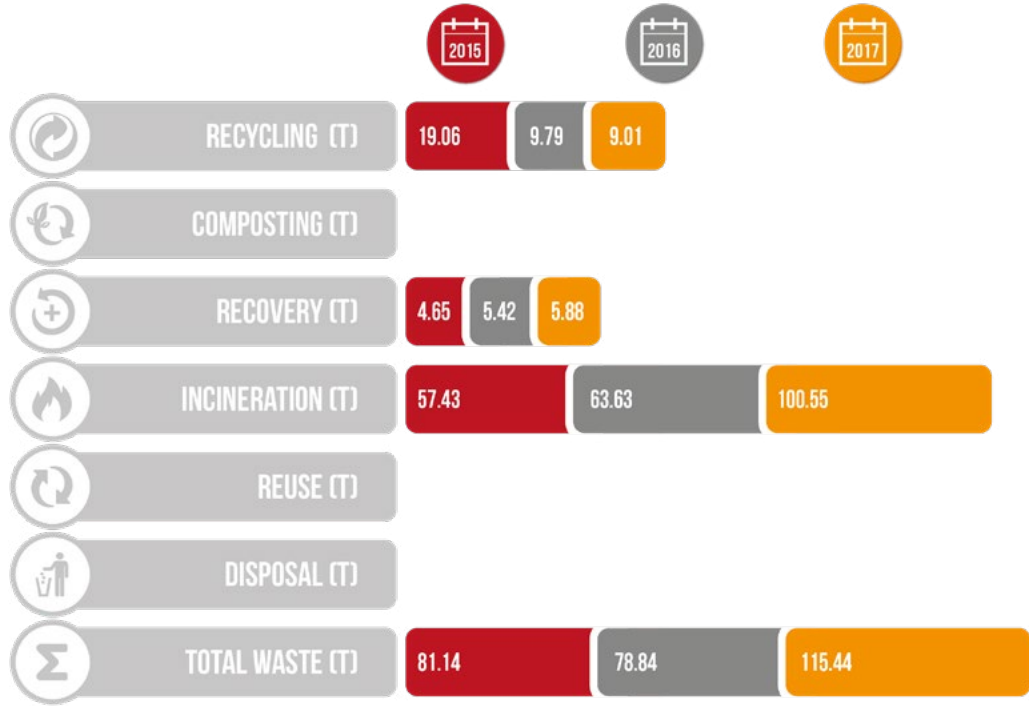 2015 2016 2017
RECYCLING (T) 19.06 9.79 9.01
COMPOSTING (T)
RECOVERY (T) 4.65 5.42 5.88
INCINERATION (T) 57.43 63.63 100.55
REUSE (T)
DISPOSAL (T)
TOTAL WASTE (T) 81.14 78.84 115.44